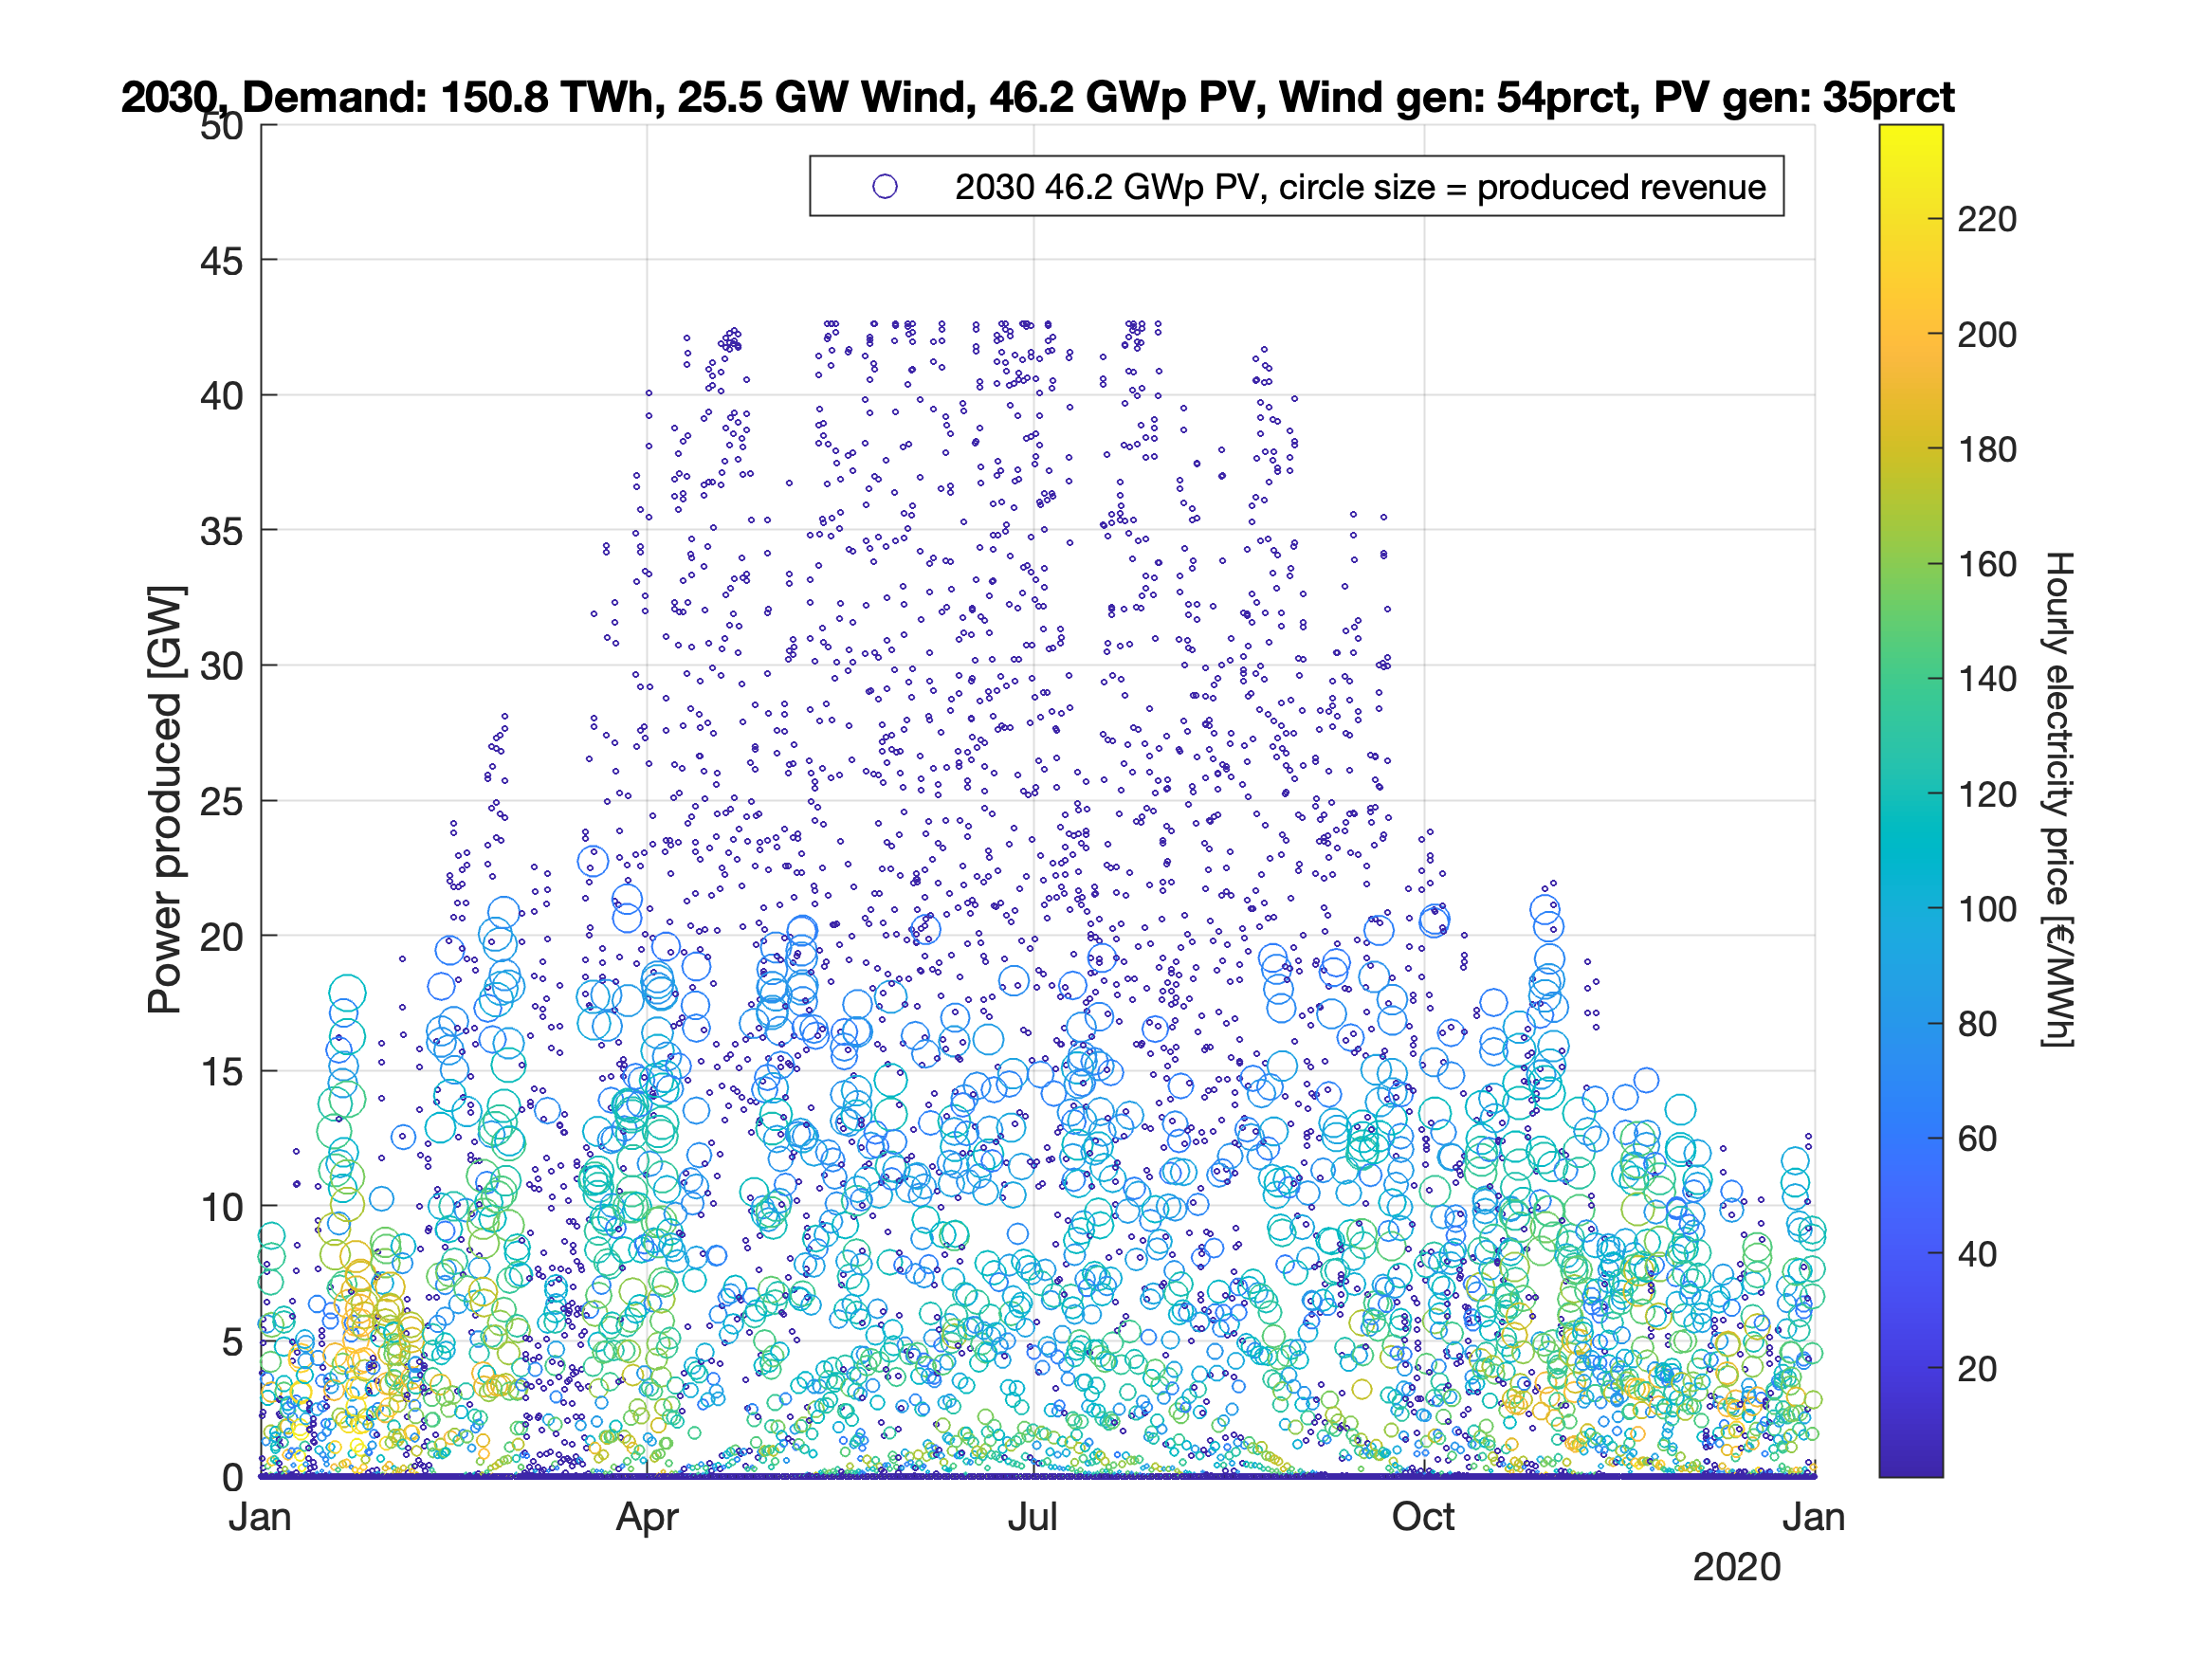 2030, Demand: 150.8 TWh, 25.5 GW Wind, 46.2 GWp PV, Wind gen: 54prct, PV gen: 35prct
2030 46.2 GWp PV, circle size = produced revenue
Power produced [GW]
50
45
40
35
30
25
20
15
10
5
0
Jan
Apr
Jul
Oct
Jan
2020
220
200
180
160
140
120
100
80
60
40
20
Hourly electricity price [€/MWh]